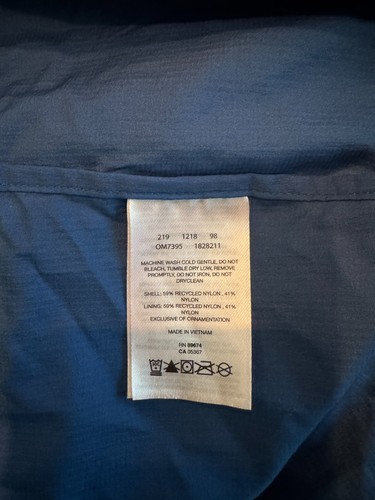 219 1218 98
OM7395 1828211
MACHINE WASH COLD GENTLE, DO NOT
BLEACH, TUMBLE DRY LOW, REMOVE
PROMPTLY, DO NOT IRON, DO NOT
DRYCLEAN
SHELL: 59% RECYCLED NYLON , 41%
NYLON
LINING: 59% RECYCLED NYLON , 41%
NYLON
EXCLUSIVE OF ORNAMENTATION
MADE IN VIETNAM
RN 89674
CA 05367